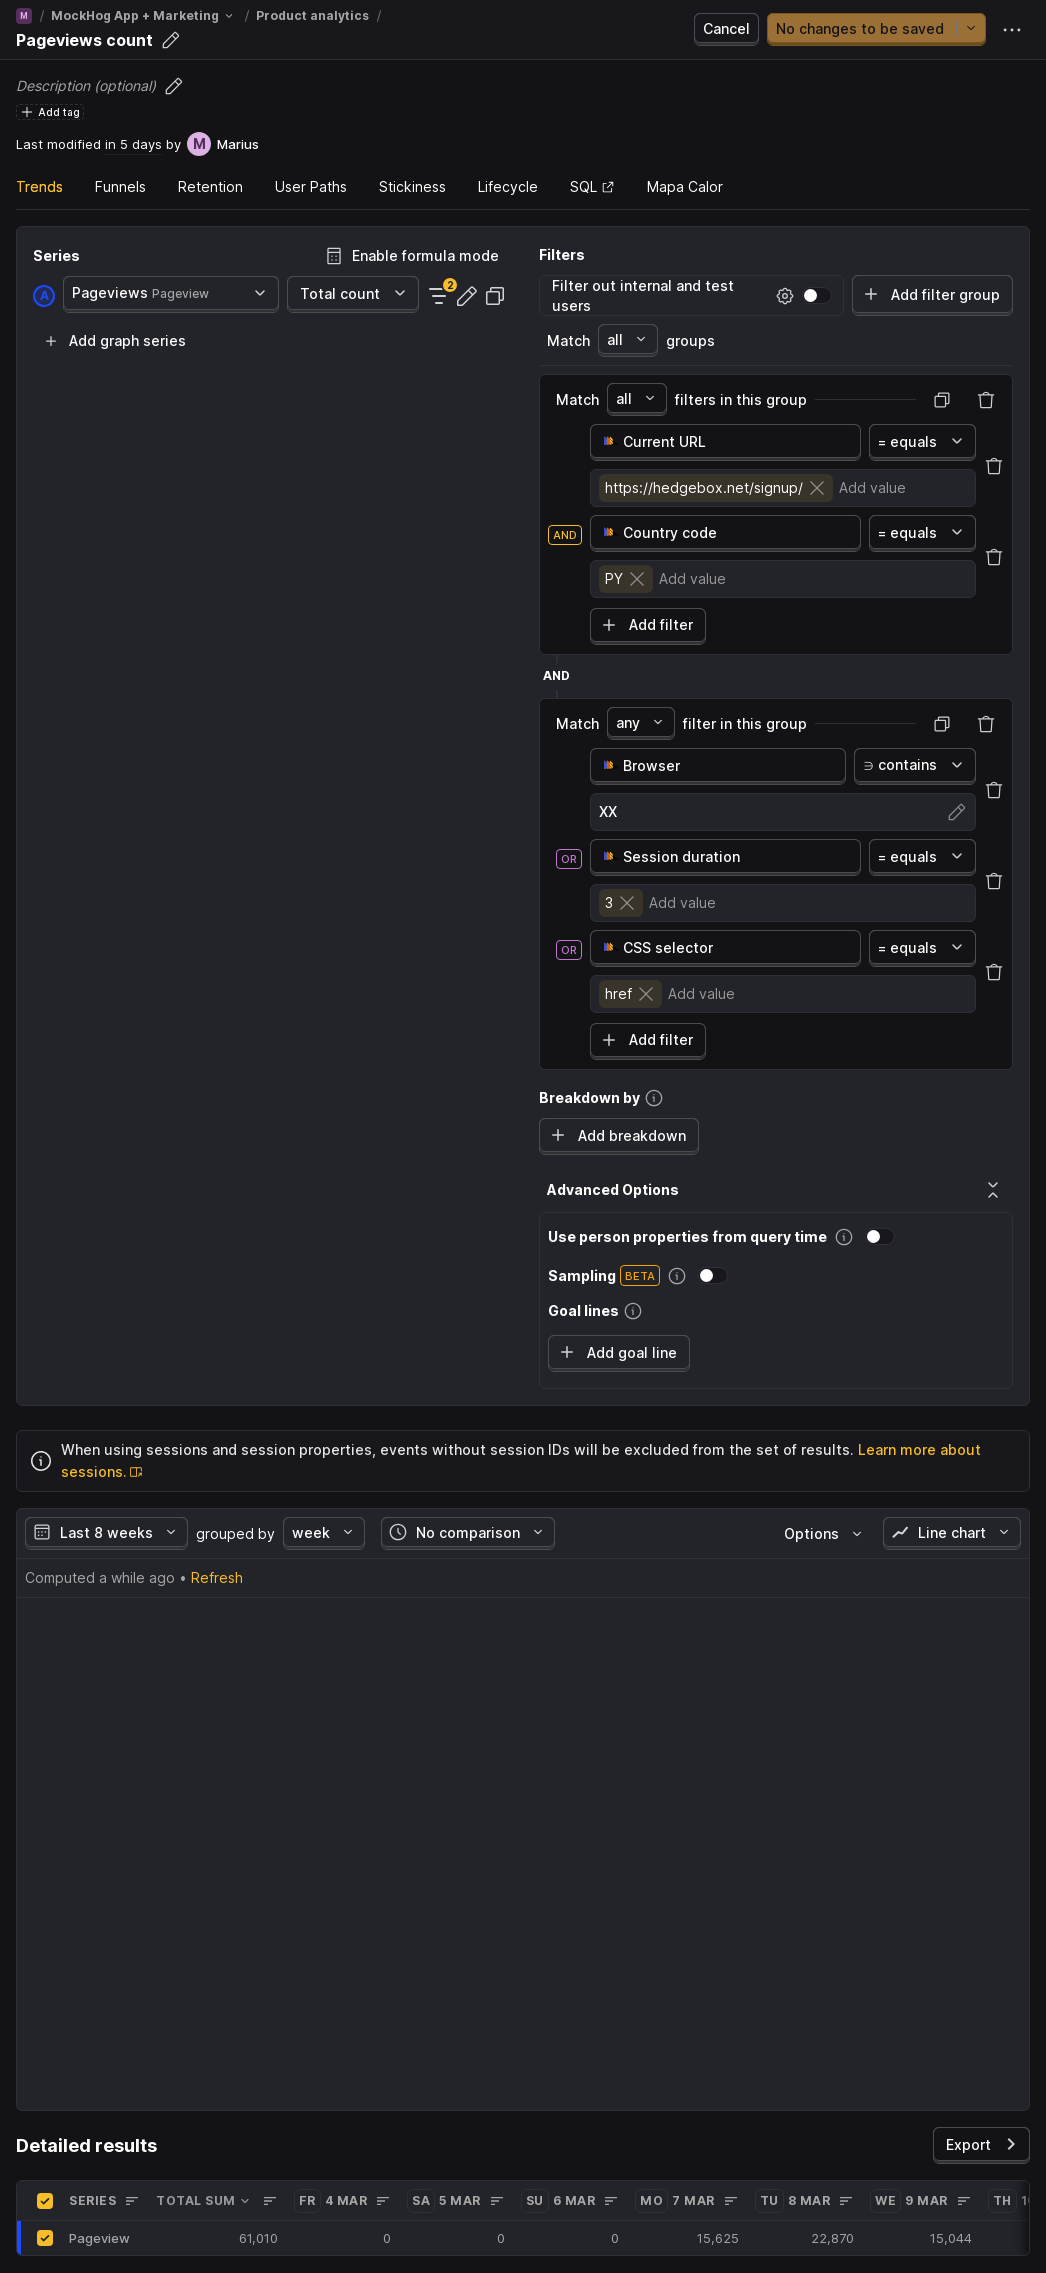 M / MockHog App + Marketing / Product analytics /
Pageviews count
Cancel
No changes to be saved
Description (optional)
Add tag
Last modified in 5 days by M Marius
Trends Funnels Retention User Paths Stickiness Lifecycle SQL Mapa Calor
Series
Enable formula mode
A Pageviews Pageview Total count 2
Add graph series
Filters
Filter out internal and test
users
Add filter group
Match all groups
Match all filters in this group
Current URL = equals
https://hedgebox.net/signup/ Add value
AND Country code = equals
PY Add value
Add filter
AND
Match any filter in this group
Browser ∋ contains
XX
OR Session duration = equals
3 Add value
OR CSS selector = equals
href Add value
Add filter
Breakdown by
Add breakdown
Advanced Options
Use person properties from query time
Sampling BETA
Goal lines
Add goal line
When using sessions and session properties, events without session IDs will be excluded from the set of results. Learn more about
sessions.
Last 8 weeks grouped by week No comparison Options Line chart
Computed a while ago • Refresh
Detailed results
Export
SERIES TOTAL SUM FR 4 MAR SA 5 MAR SU 6 MAR MO 7 MAR TU 8 MAR WE 9 MAR TH
Pageview 61,010 0 0 0 15,625 22,870 15,044